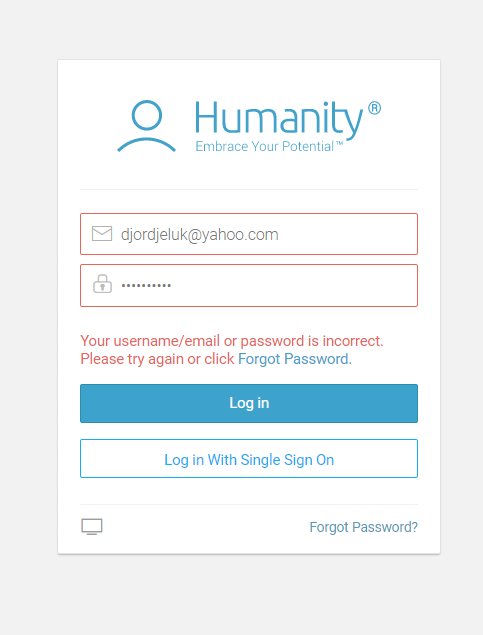 Humanity®
Embrace Your Potential™
djordjeluk@yahoo.com
••••••••••
Your username/email or password is incorrect.
Please try again or click Forgot Password.
Log in
Log in With Single Sign On
Forgot Password?